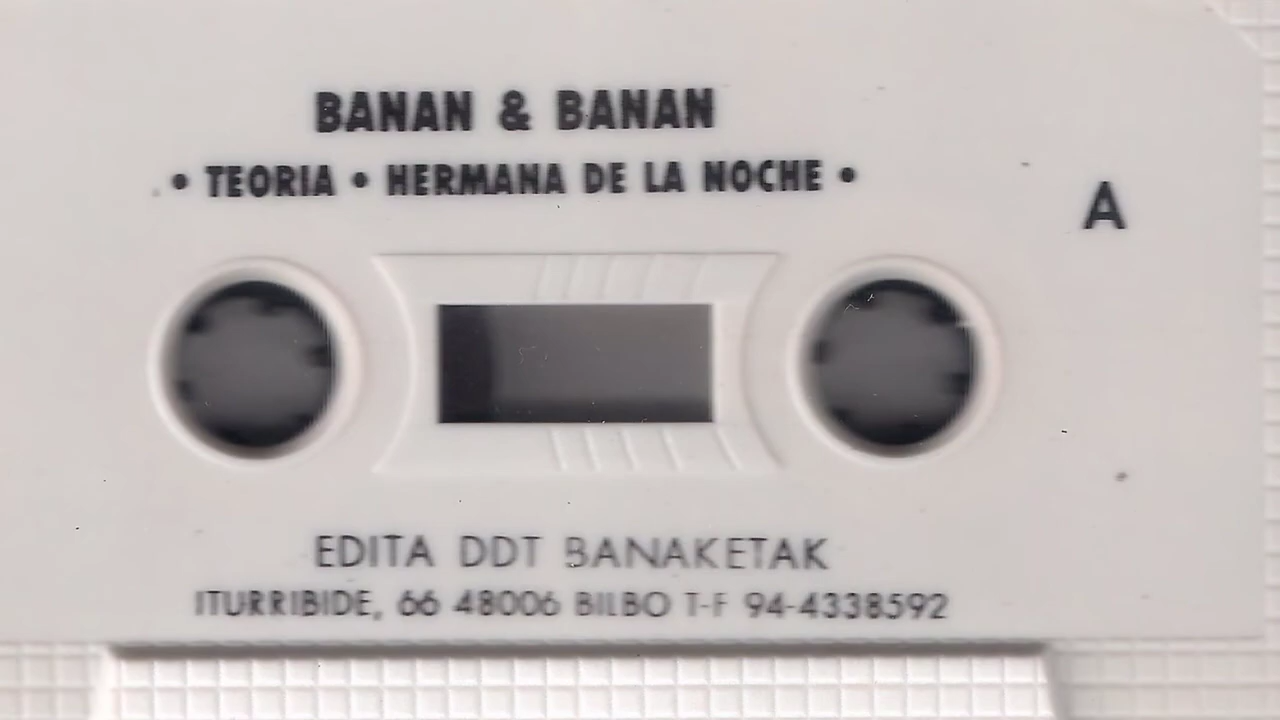 BANAN & BANAN
• TEORIA • HERMANA DE LA NOCHE •
A
EDITA DDT BANAKETAK
ITURRIBIDE, 66 48006 BILBO T-F 94-4338592